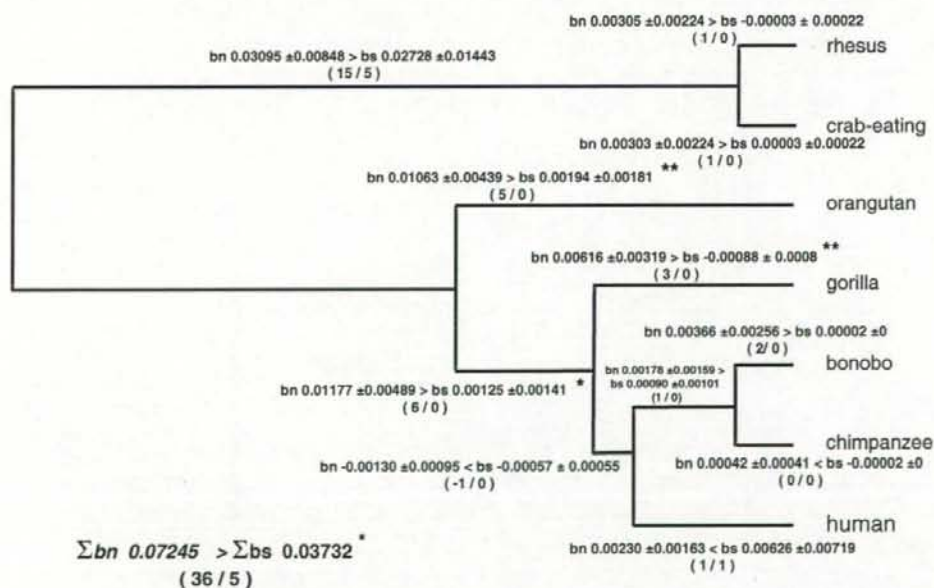 bn 0.00305 ±0.00224 > bs -0.00003 ± 0.00022
(1/0)
rhesus
bn 0.03095 ±0.00848 > bs 0.02728 ±0.01443
(15/5)
crab-eating
bn 0.00303 ±0.00224 > bs 0.00003 ±0.00022
(1/0)
bn 0.01063 ±0.00439 > bs 0.00194 ±0.00181 **
(5/0)
orangutan
bn 0.00616 ±0.00319 > bs -0.00088 ± 0.0008 **
(3/0)
gorilla
bn 0.00366 ±0.00256 > bs 0.00002 ±0
(2/0)
bonobo
bn 0.00178 ±0.00159 >
bs 0.00090 ±0.00101
(1/0)
bn 0.01177 ±0.00489 > bs 0.00125 ±0.00141 *
(6/0)
chimpanzee
bn 0.00042 ±0.00041 < bs -0.00002 ±0
(0/0)
bn -0.00130 ±0.00095 < bs -0.00057 ± 0.00055
(-1/0)
human
bn 0.00230 ±0.00163 < bs 0.00626 ±0.00719
(1/1)
Σbn 0.07245 > Σbs 0.03732 *
(36/5)